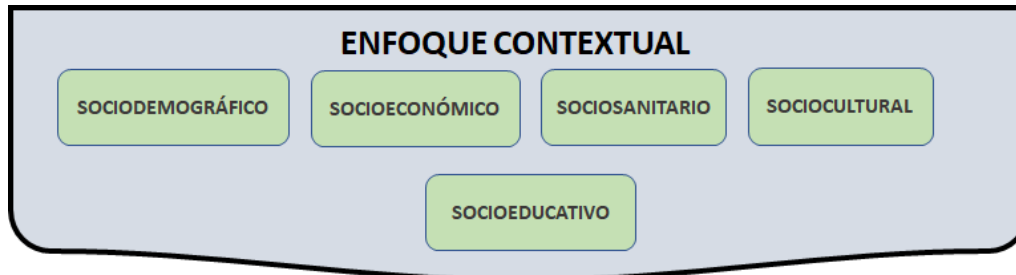 ENFOQUE CONTEXTUAL
SOCIODEMOGRÁFICO
SOCIOECONÓMICO
SOCIOSANITARIO
SOCIOCULTURAL
SOCIOEDUCATIVO